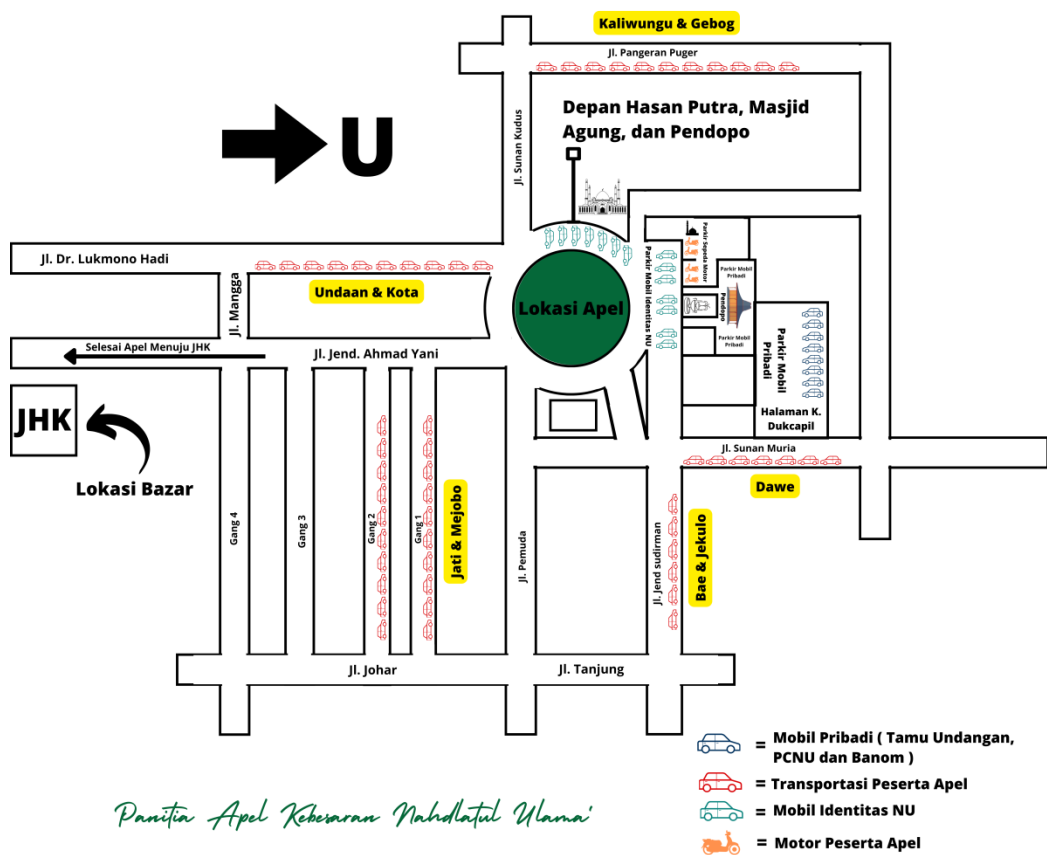 Kaliwungu & Gebog
Jl. Pangeran Puger
Depan Hasan Putra, Masjid
Agung, dan Pendopo
U
Jl. Sunan Kudus
Jl. Dr. Lukmono Hadi
Undaan & Kota
Jl. Mangga
Lokasi Apel
Parkir Mobil Identitas NU
Parkir Sepeda Motor
Parkir Mobil
Pribadi
Pendopo
Parkir Mobil
Pribadi
Parkir Mobil
Pribadi
Halaman K.
Dukcapil
Selesai Apel Menuju JHK
Jl. Jend. Ahmad Yani
JHK
Lokasi Bazar
Jl. Sunan Muria
Dawe
Gang 4
Gang 3
Gang 2
Gang 1
Jati & Mejobo
Jl. Pemuda
Jl. Jend sudirman
Bae & Jekulo
Jl. Johar
Jl. Tanjung
= Mobil Pribadi ( Tamu Undangan,
PCNU dan Banom )
= Transportasi Peserta Apel
= Mobil Identitas NU
= Motor Peserta Apel
Panitia Apel Kebesaran Nahdlatul Ulama'